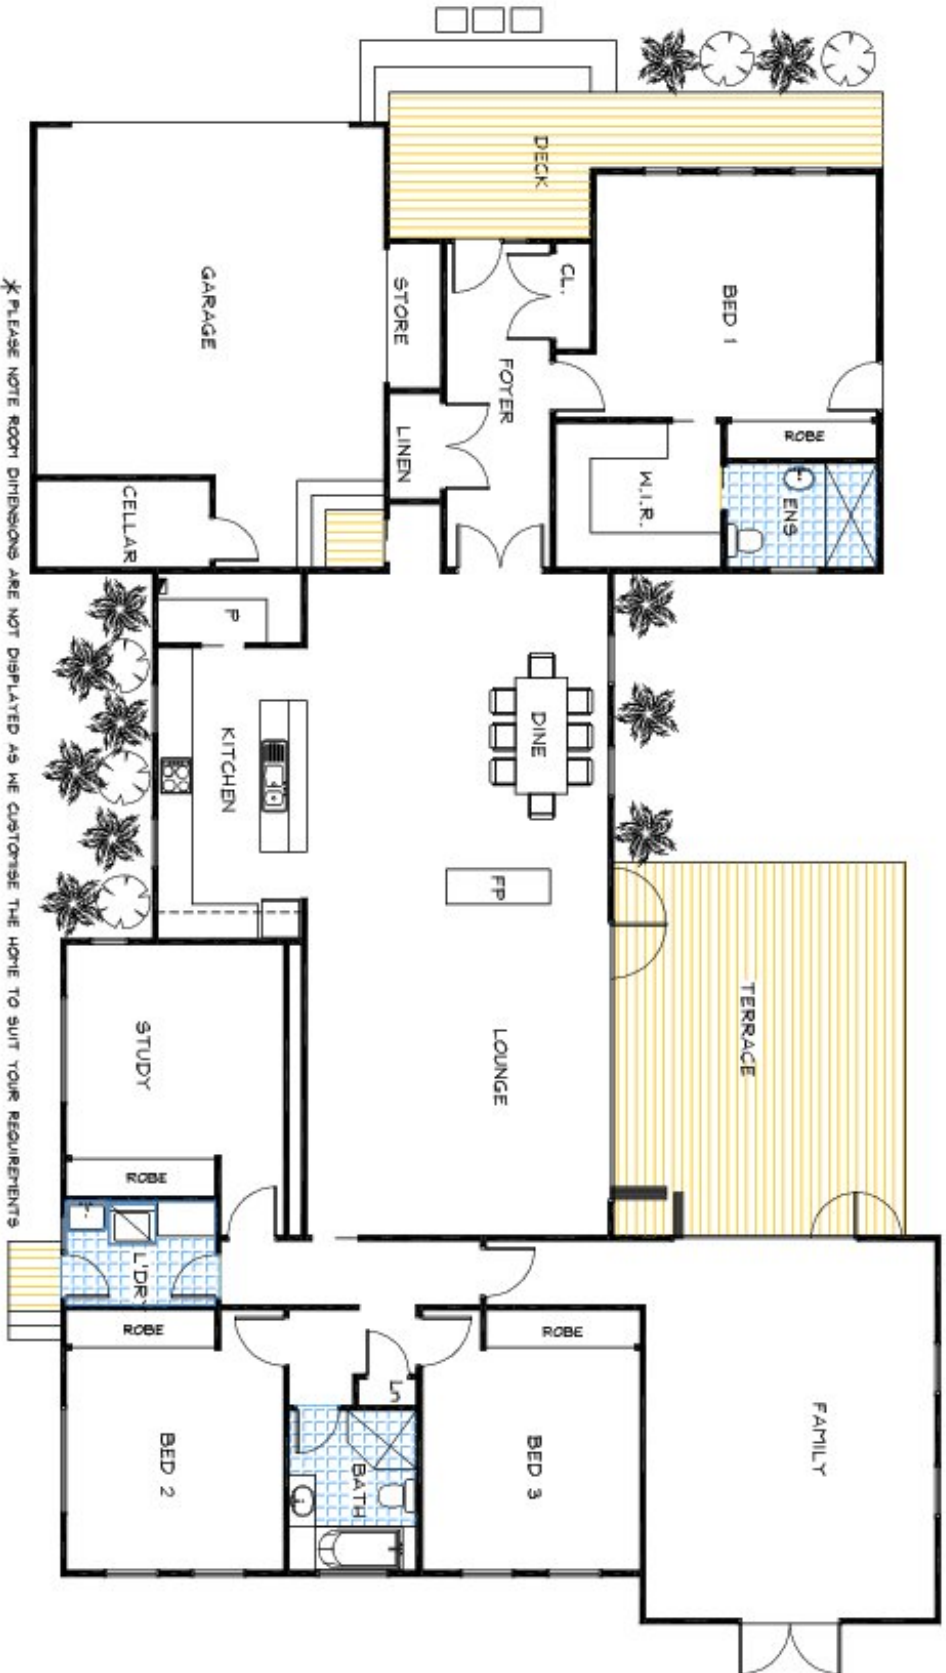 DECK
GARAGE
STORE
CL.
BED 1
FOYER
LINEN
ROBE
W.I.R.
ENS
CELLAR
P
KITCHEN
DINE
FP
TERRACE
STUDY
LOUNGE
ROBE
L'DRY
ROBE
ROBE
BED 2
BATH
BED 3
FAMILY
* PLEASE NOTE ROOM DIMENSIONS ARE NOT DISPLAYED AS WE CUSTOMISE THE HOME TO SUIT YOUR REQUIREMENTS